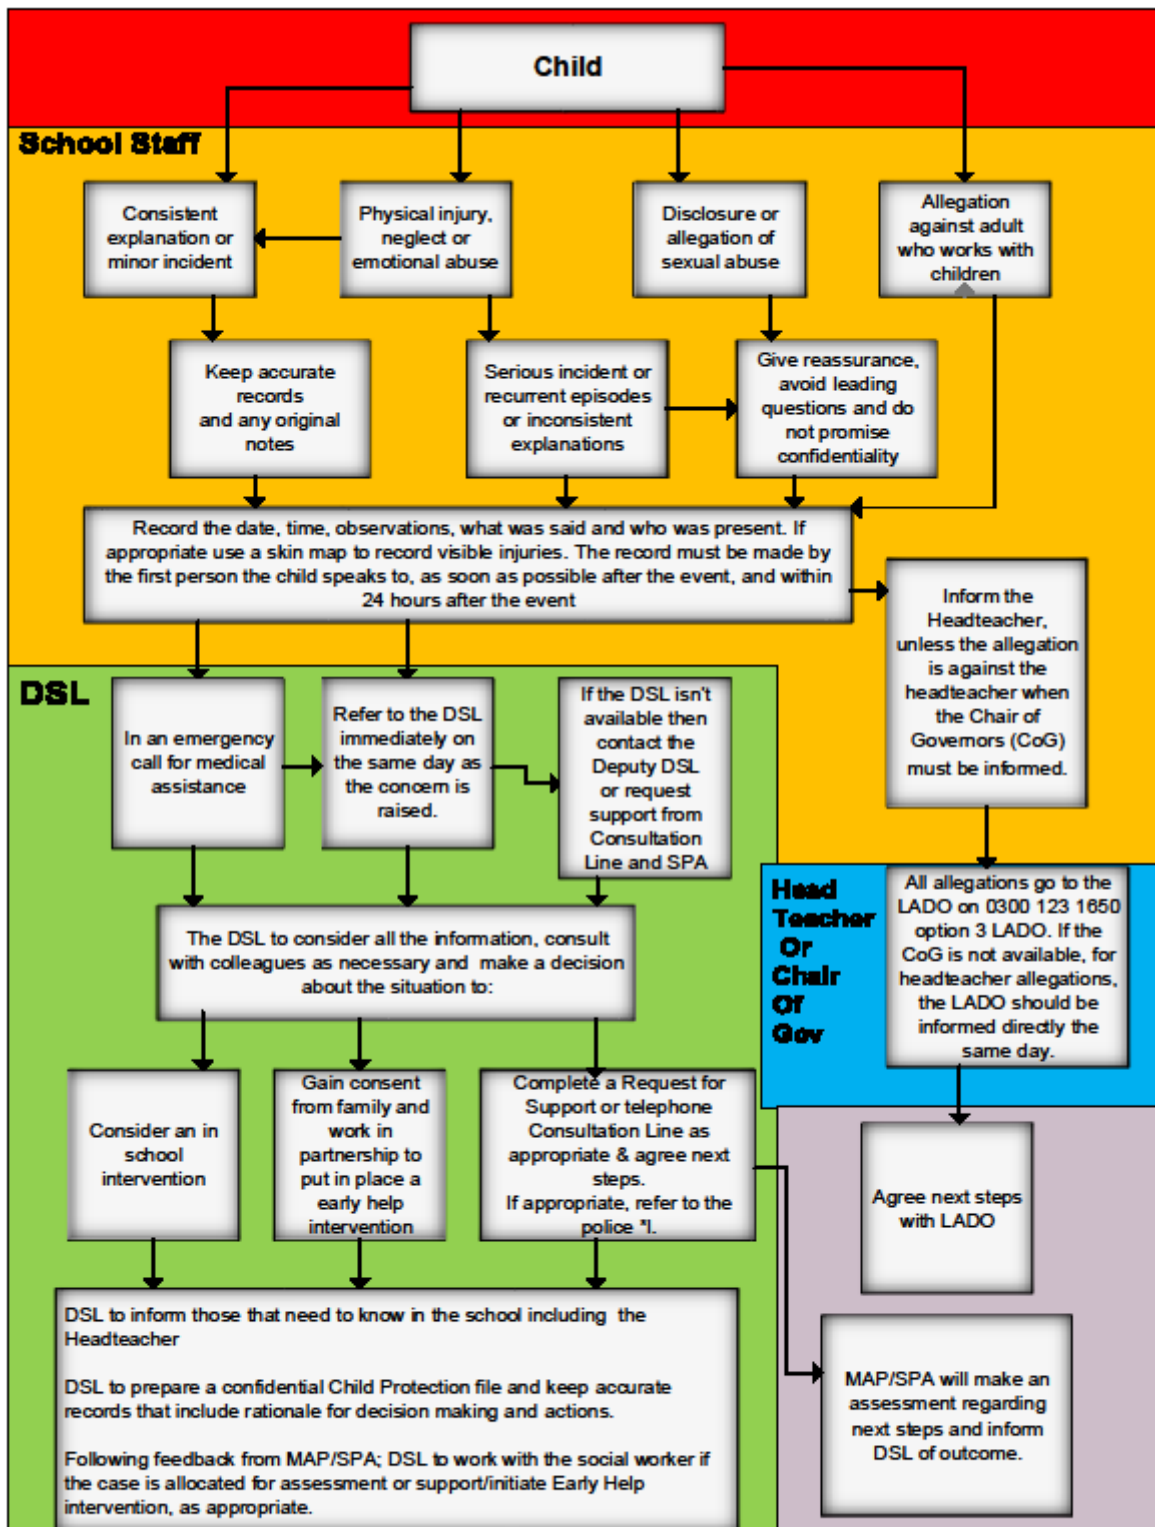 Child
School Staff
Consistent
explanation or
minor incident
Physical injury,
neglect or
emotional abuse
Disclosure or
allegation of
sexual abuse
Allegation
against adult
who works with
children
Keep accurate
records
and any original
notes
Serious incident or
recurrent episodes
or inconsistent
explanations
Give reassurance,
avoid leading
questions and do
not promise
confidentiality
Record the date, time, observations, what was said and who was present. If
appropriate use a skin map to record visible injuries. The record must be made by
the first person the child speaks to, as soon as possible after the event, and within
24 hours after the event
Inform the
Headteacher,
unless the allegation
is against the
headteacher when
the Chair of
Governors (CoG)
must be informed.
DSL
In an emergency
call for medical
assistance
Refer to the DSL
immediately on
the same day as
the concern is
raised.
If the DSL isn't
available then
contact the
Deputy DSL
or request
support from
Consultation
Line and SPA
Head
Teacher
Or
Chair
Of
Gov
All allegations go to the
LADO on 0300 123 1650
option 3 LADO. If the
CoG is not available, for
headteacher allegations,
the LADO should be
informed directly the
same day.
The DSL to consider all the information, consult
with colleagues as necessary and make a decision
about the situation to:
Consider an in
school
intervention
Gain consent
from family and
work in
partnership to
put in place a
early help
intervention
Complete a Request for
Support or telephone
Consultation Line as
appropriate & agree next
steps.
If appropriate, refer to the
police *I.
Agree next steps
with LADO
DSL to inform those that need to know in the school including the
Headteacher
DSL to prepare a confidential Child Protection file and keep accurate
records that include rationale for decision making and actions.
Following feedback from MAP/SPA; DSL to work with the social worker if
the case is allocated for assessment or support/initiate Early Help
intervention, as appropriate.
MAP/SPA will make an
assessment regarding
next steps and inform
DSL of outcome.